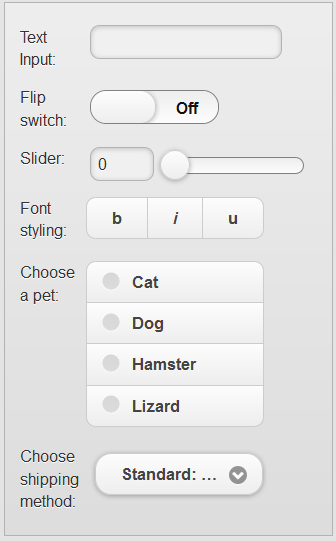 Text
Input:
Flip
switch:
Off
Slider:
0
Font
styling:
b i u
Choose
a pet:
Cat
Dog
Hamster
Lizard
Choose
shipping
method:
Standard: ...